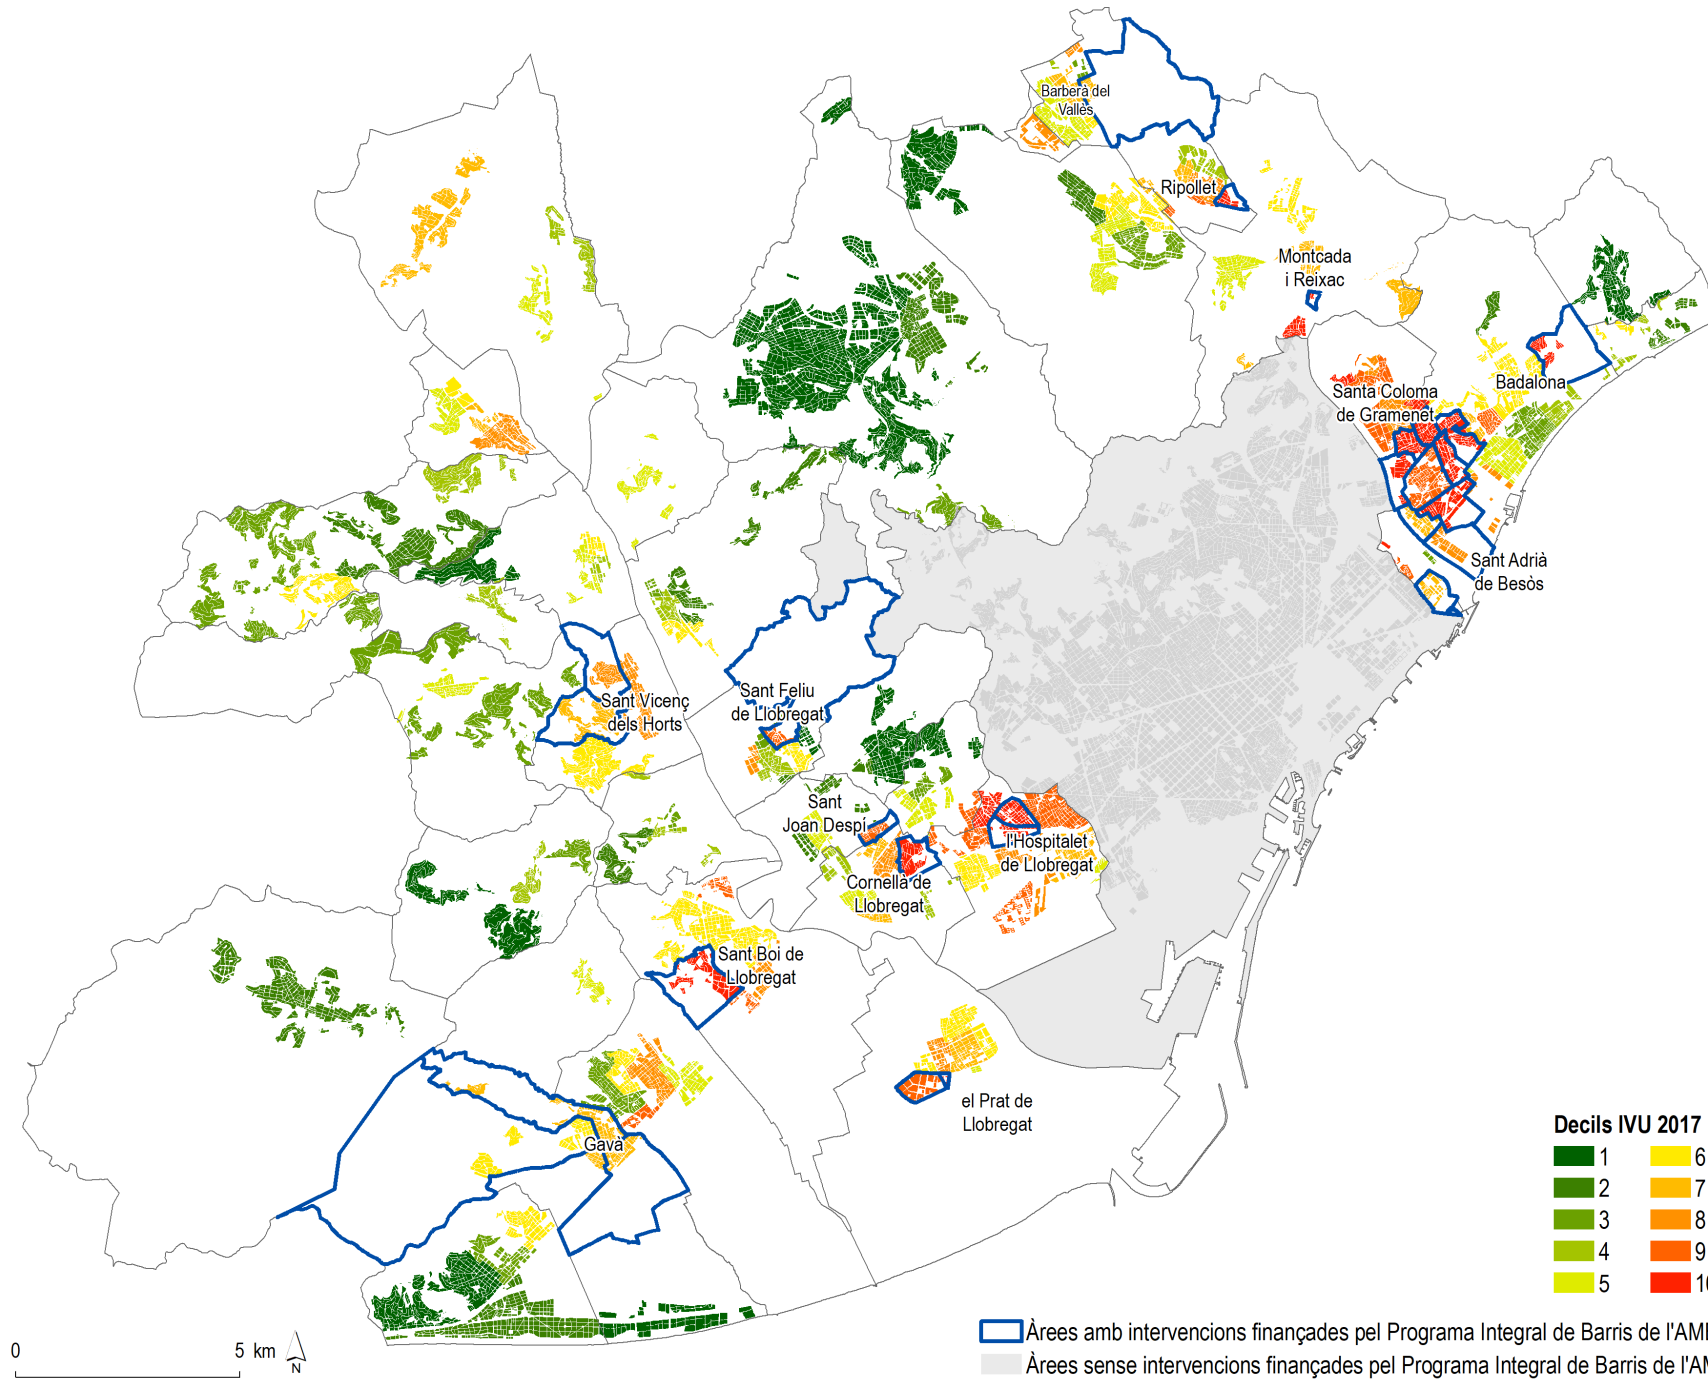 Barberà del
Vallès
Ripollet
Montcada
i Reixac
Badalona
Santa Coloma
de Gramenet
Sant Adrià
de Besòs
Sant Feliu
de Llobregat
Sant Vicenç
dels Horts
Sant
Joan Despí
l'Hospitalet
de Llobregat
Cornellà de
Llobregat
Sant Boi de
Llobregat
el Prat de
Llobregat
Gavà
Decils IVU 2017
1 6
2 7
3 8
4 9
5
Àrees amb intervencions finançades pel Programa Integral de Barris de
Àrees sense intervencions finançades pel Programa Integral de Barris de
0 5 km
N